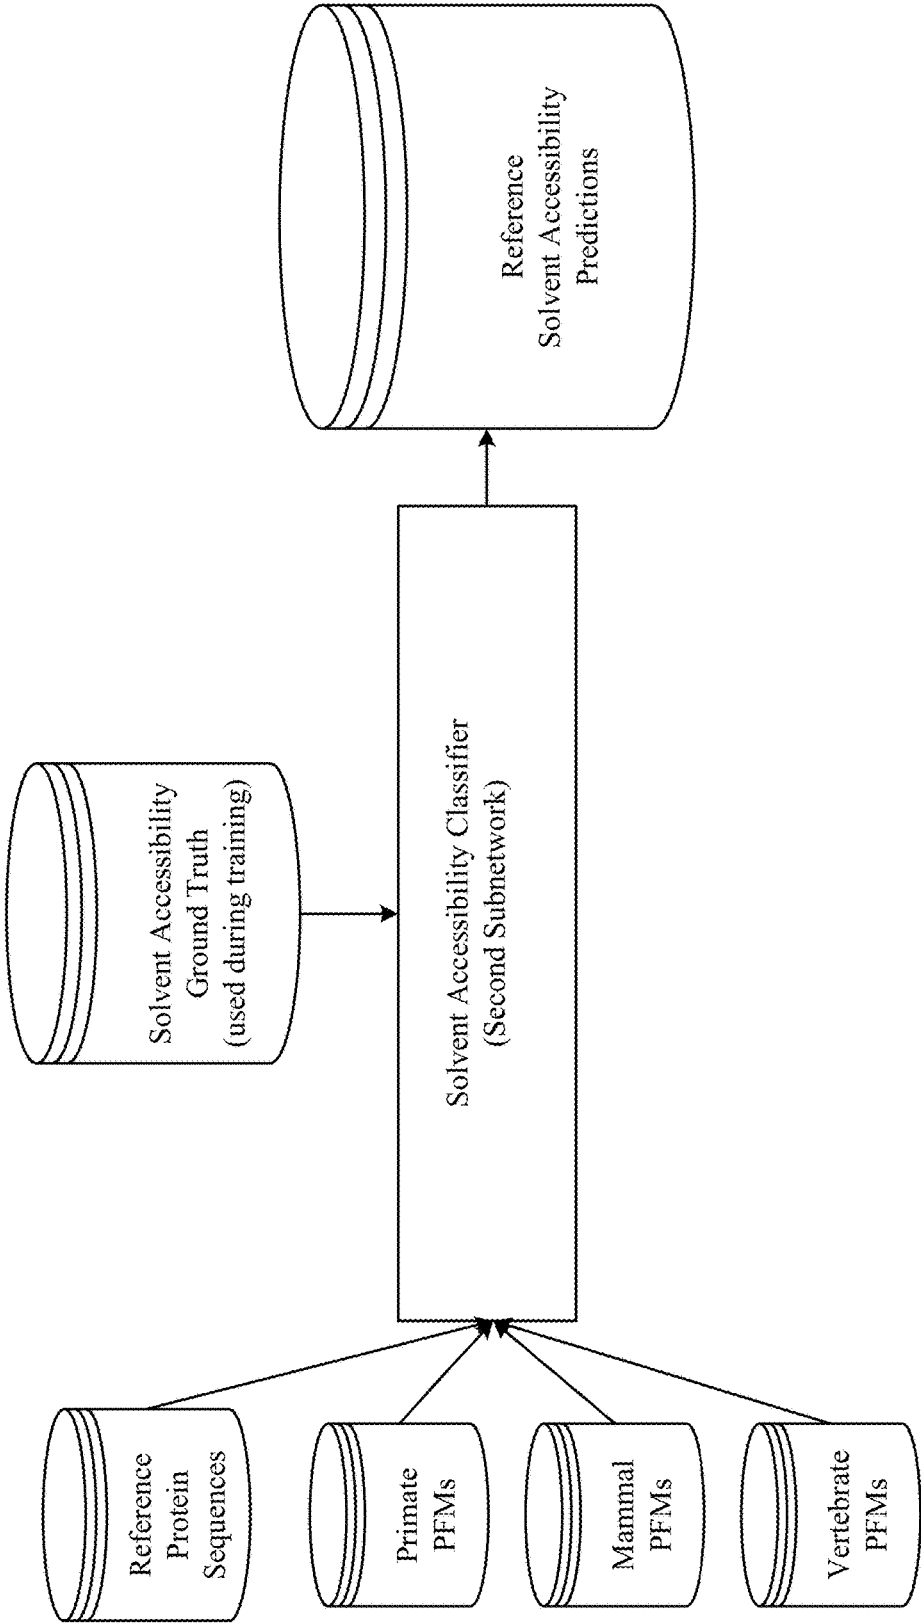 Reference
Protein
Sequences
Primate
PFMs
Mammal
PFMs
Vertebrate
PFMs
Solvent Accessibility
Ground Truth
(used during training)
Solvent Accessibility Classifier
(Second Subnetwork)
Reference
Solvent Accessibility
Predictions